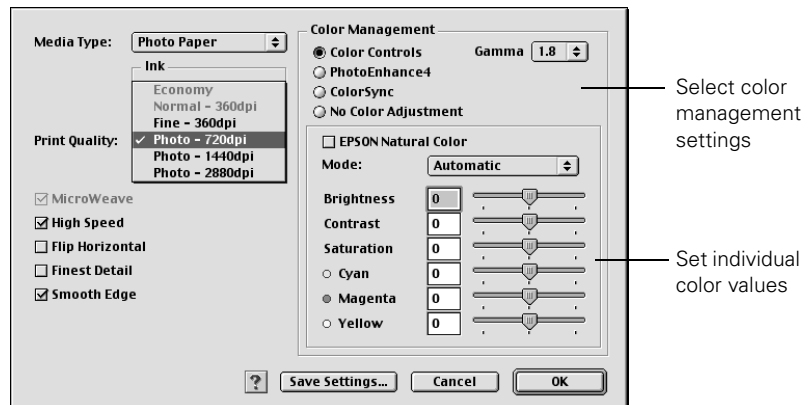 Media Type: Photo Paper
Ink
Economy
Normal - 360dpi
Fine - 360dpi
Print Quality: ✓ Photo - 720dpi
Photo - 1440dpi
Photo - 2880dpi
MicroWeave
High Speed
Flip Horizontal
Finest Detail
Smooth Edge
Color Management
Color Controls Gamma 1.8
PhotoEnhance4
ColorSync
No Color Adjustment
EPSON Natural Color
Mode: Automatic
Brightness 0
Contrast 0
Saturation 0
Cyan 0
Magenta 0
Yellow 0
? Save Settings... Cancel OK
Select color
management
settings
Set individual
color values